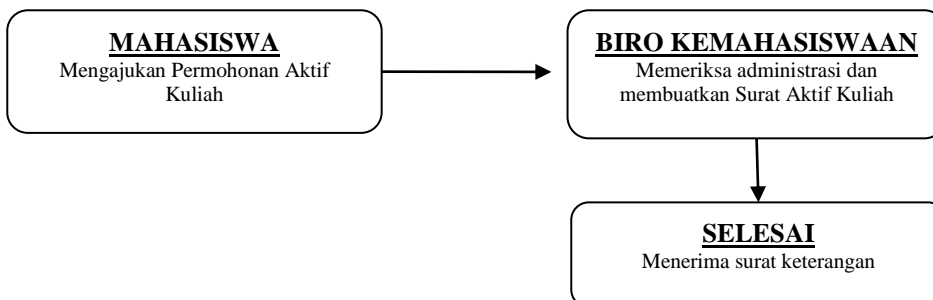 MAHASISWA
Mengajukan Permohonan Aktif
Kuliah
BIRO KEMAHASISWAAN
Memeriksa administrasi dan
membuatkan Surat Aktif Kuliah
SELESAI
Menerima surat keterangan